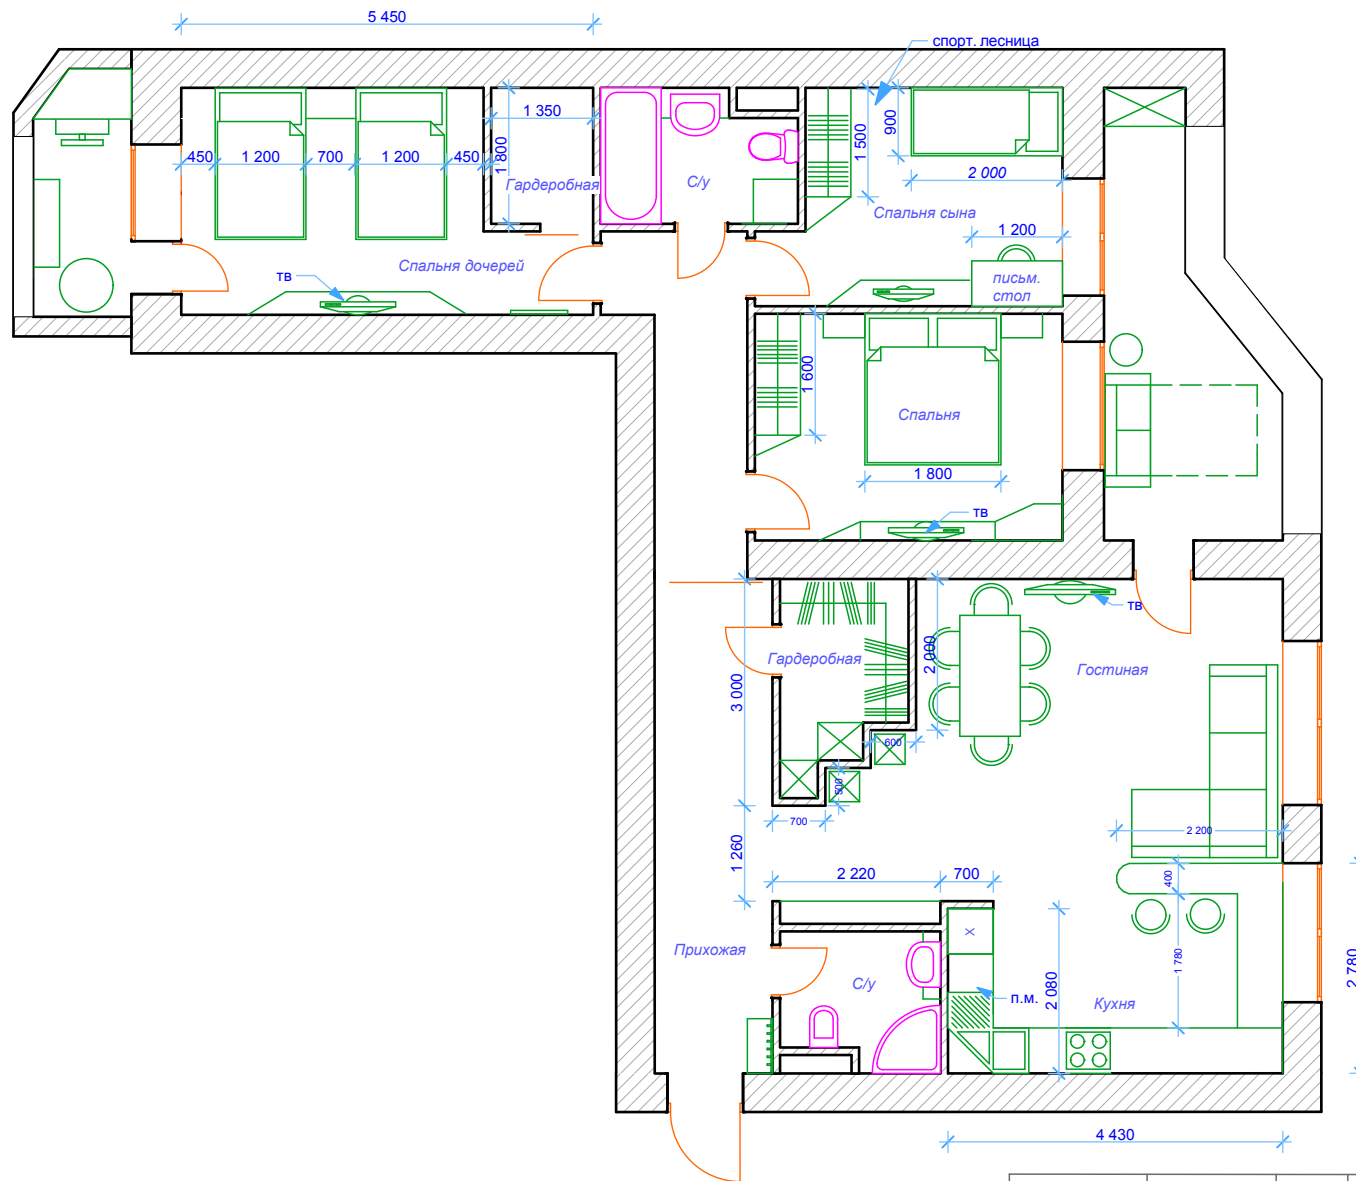 5 450
спорт. лесница
1 350
1 800
450
1 200
700
1 200
450
Гардеробная
С/у
1 500
900
2 000
Спальня сына
1 200
письм.
стол
Спальня дочерей
тв
1 600
Спальня
1 800
тв
тв
Гардеробная
2 000
Гостиная
3 000
600
500
700
2 200
1 260
2 220
700
400
Прихожая
С/у
х
п.м.
2 080
1 780
Кухня
2 780
4 430